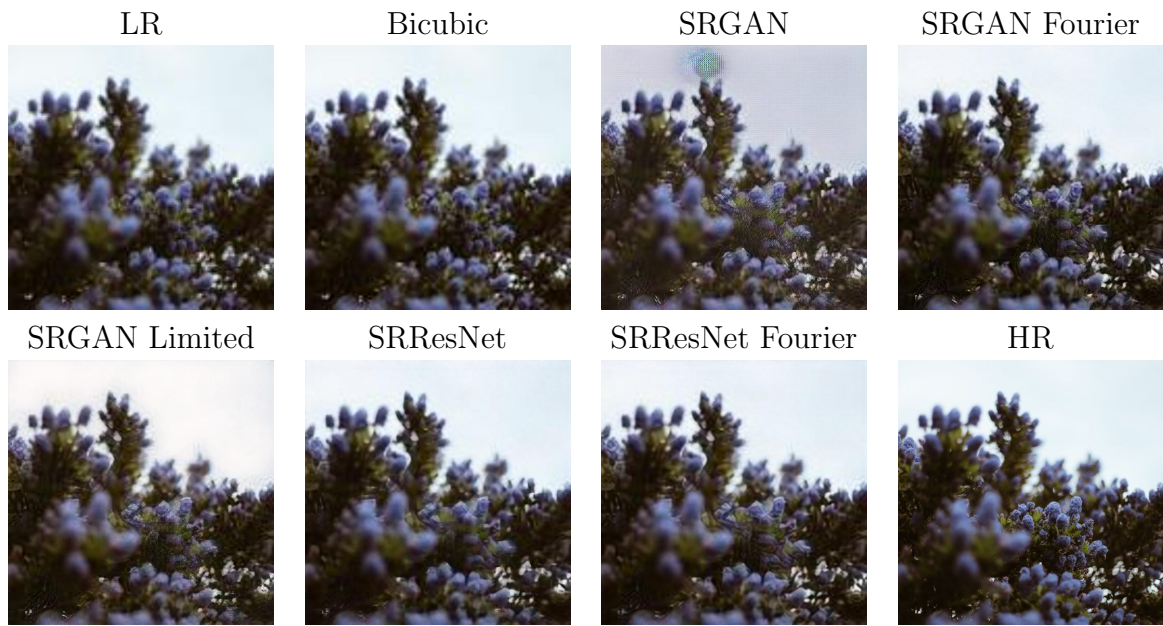 LR
Bicubic
SRGAN
SRGAN Fourier
SRGAN Limited
SRResNet
SRResNet Fourier
HR